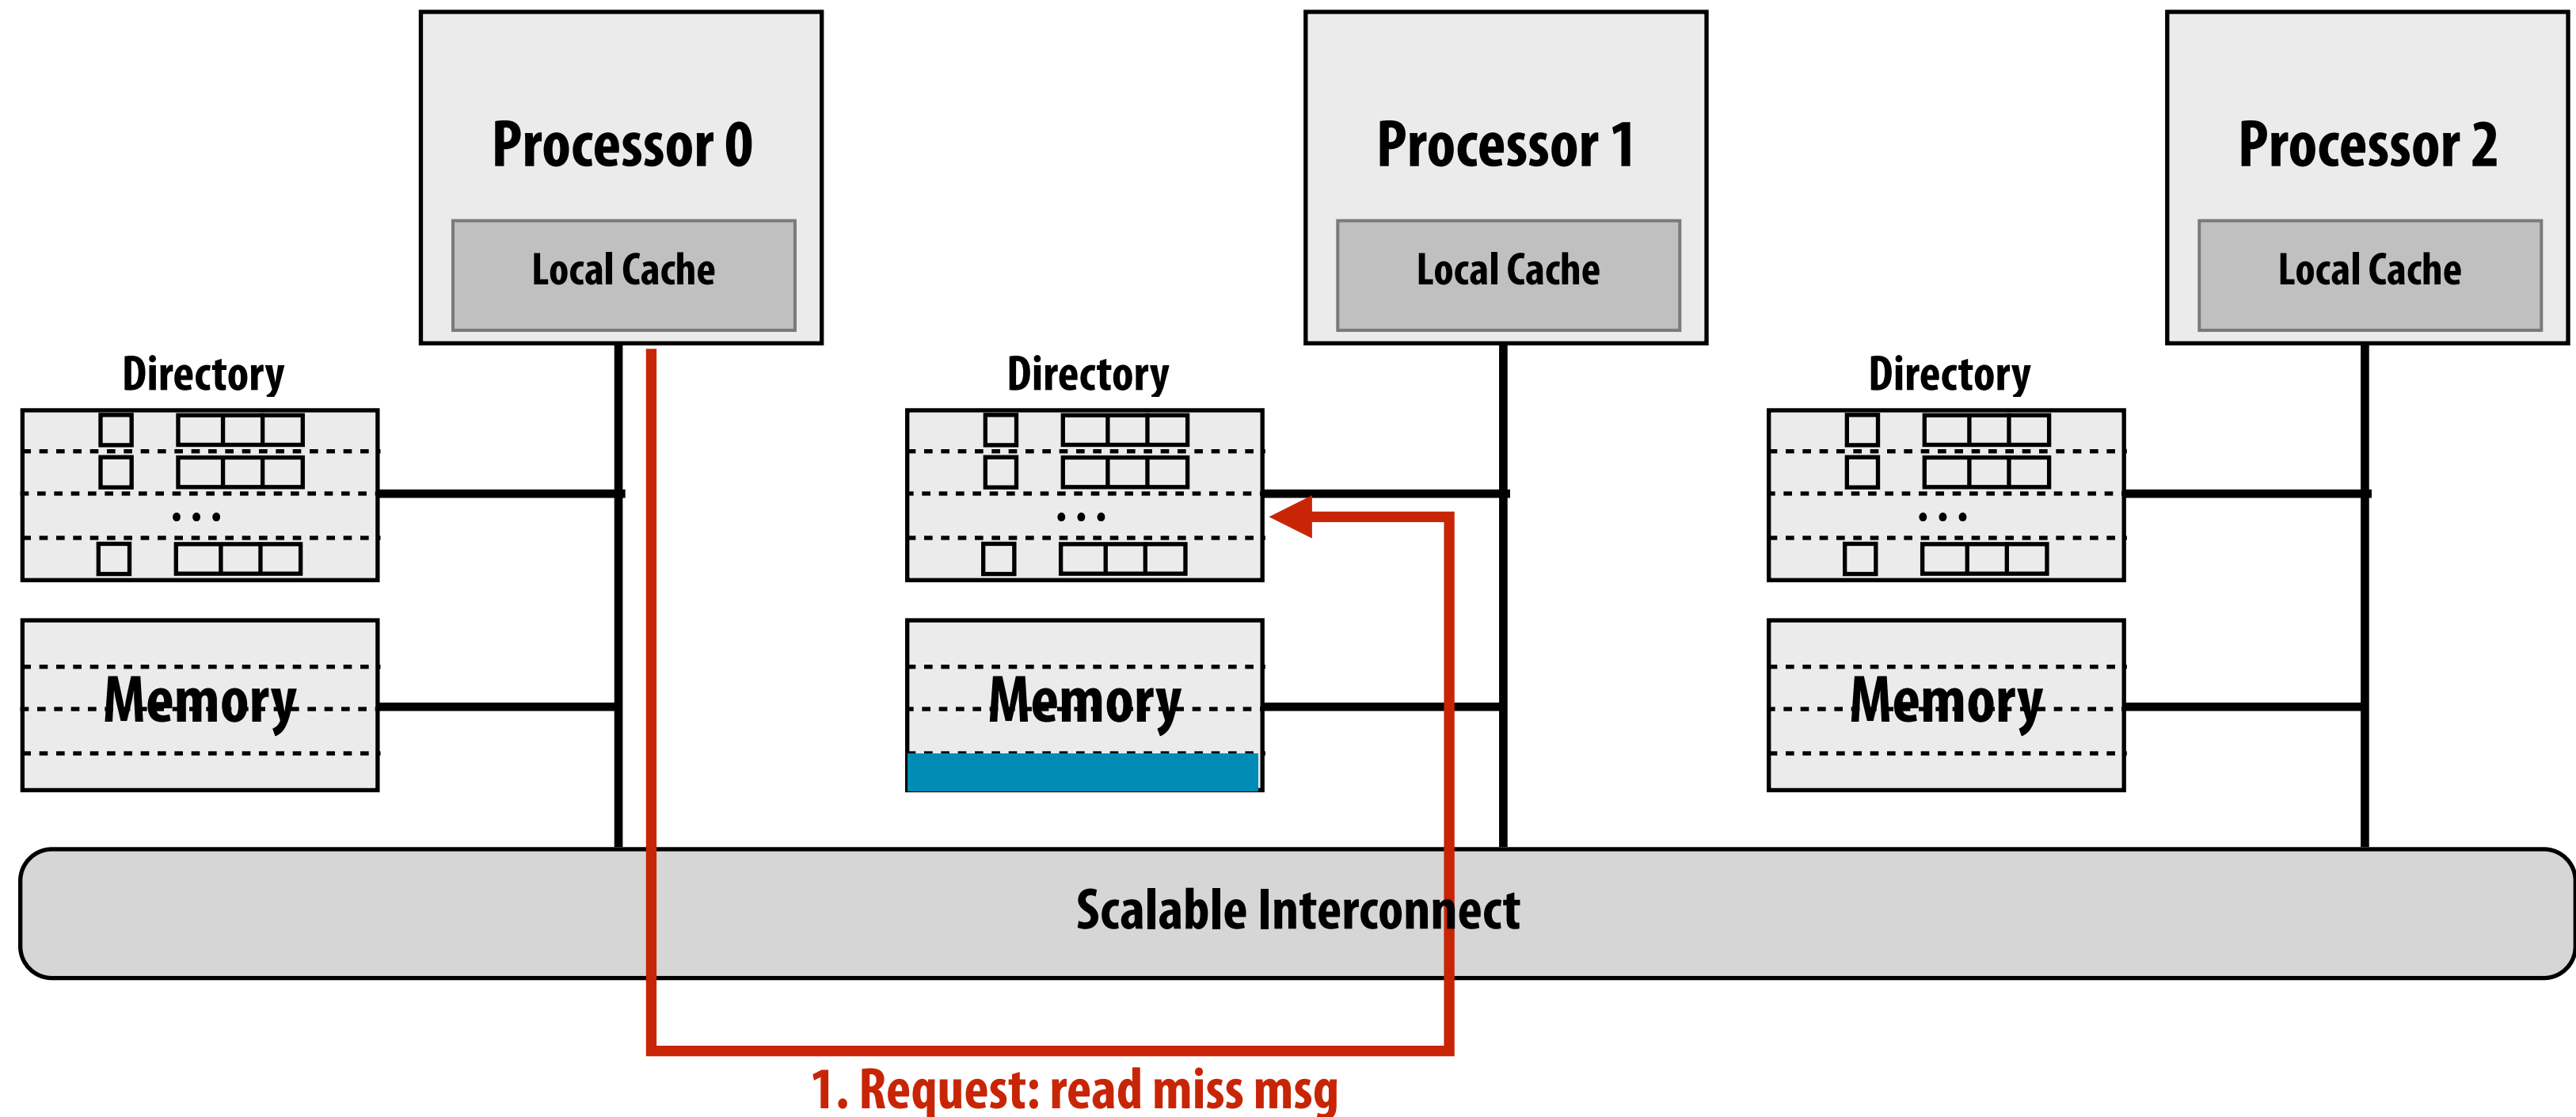 Processor 0
Processor 1
Processor 2
Local Cache
Local Cache
Local Cache
Directory
Directory
Directory
...
...
...
Memory
Memory
Memory
Scalable Interconnect
1. Request: read miss msg